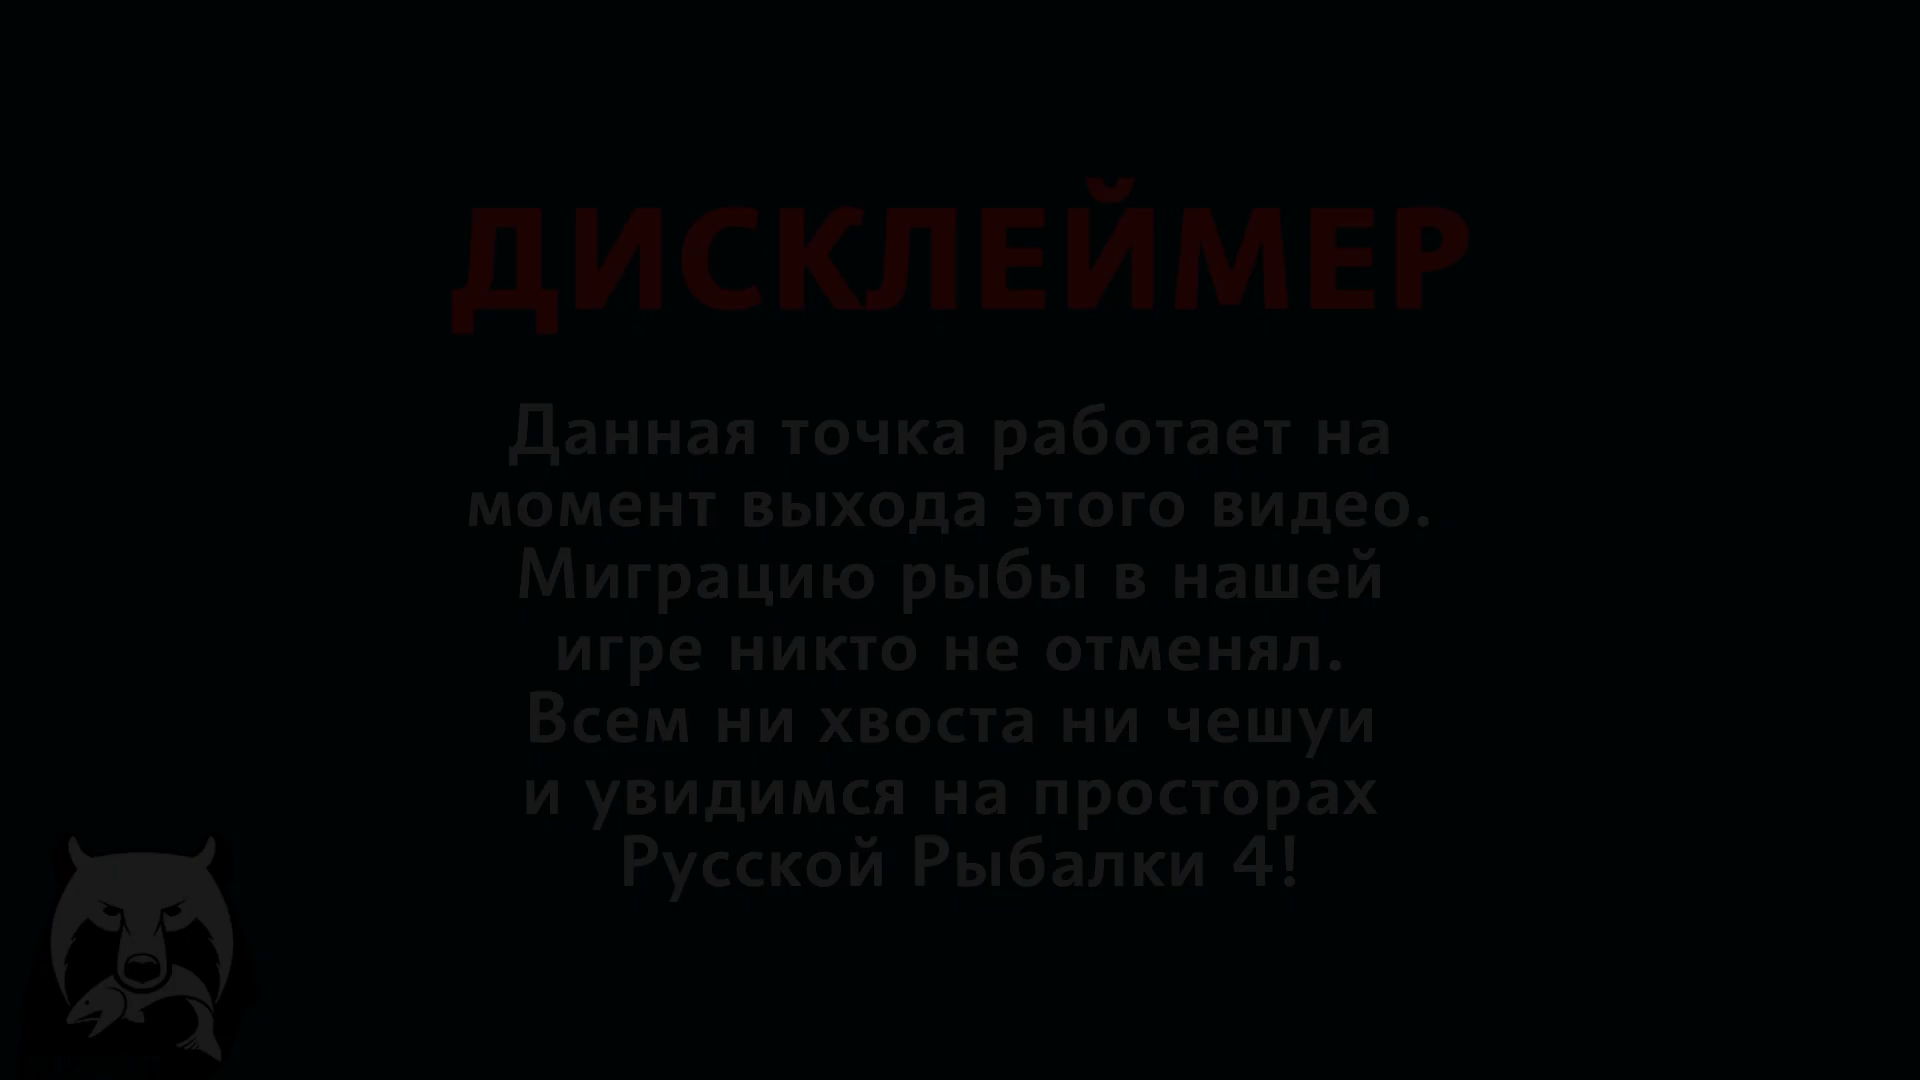 ДИСКЛЕЙМЕР
Данная точка работает на
момент выхода этого видео.
Миграцию рыбы в нашей
игре никто не отменял.
Всем ни хвоста ни чешуи
и увидимся на просторах
Русской Рыбалки 4!